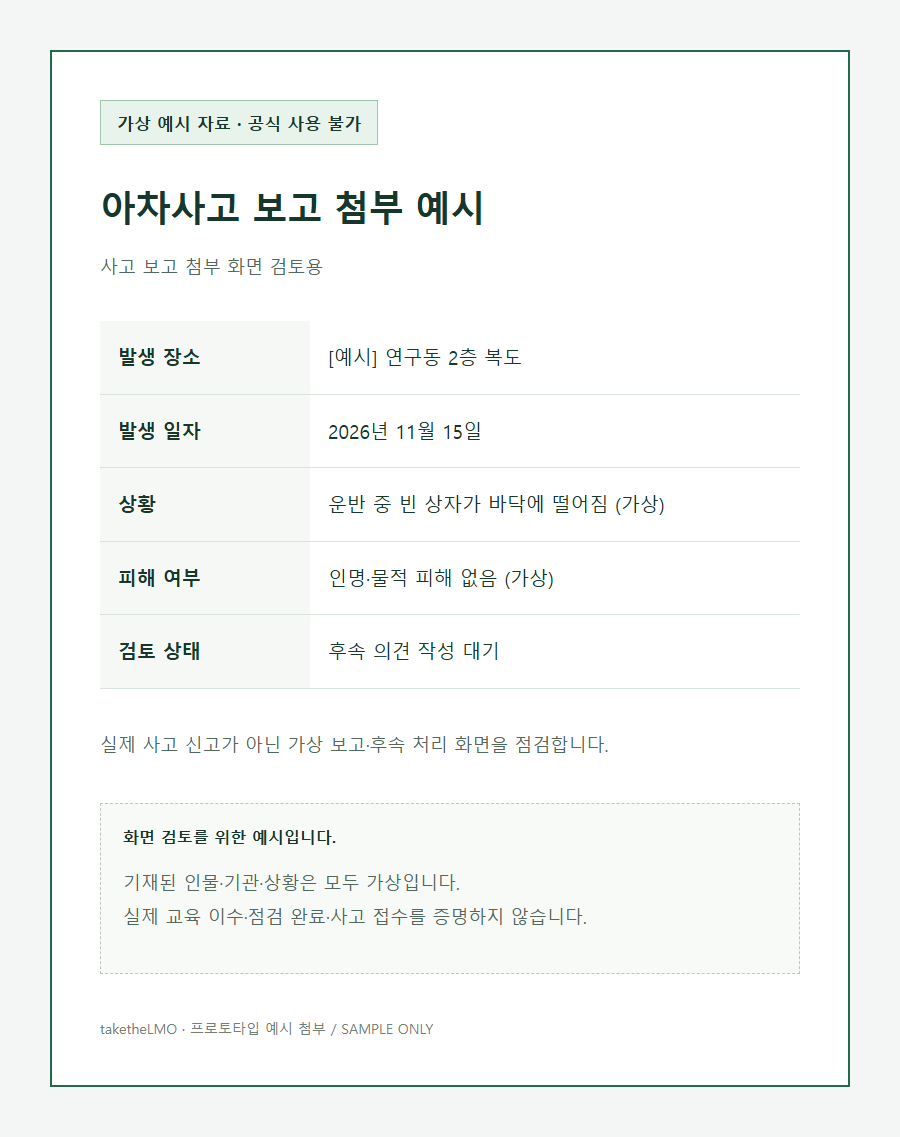 가상 예시 자료 · 공식 사용 불가
아차사고 보고 첨부 예시
사고 보고 첨부 화면 검토용
발생 장소 [예시] 연구동 2층 복도
발생 일자 2026년 11월 15일
상황 운반 중 빈 상자가 바닥에 떨어짐 (가상)
피해 여부 인명·물적 피해 없음 (가상)
검토 상태 후속 의견 작성 대기
실제 사고 신고가 아닌 가상 보고·후속 처리 화면을 점검합니다.
화면 검토를 위한 예시입니다.
기재된 인물·기관·상황은 모두 가상입니다.
실제 교육 이수·점검 완료·사고 접수를 증명하지 않습니다.
taketheLMO · 프로토타입 예시 첨부 / SAMPLE ONLY